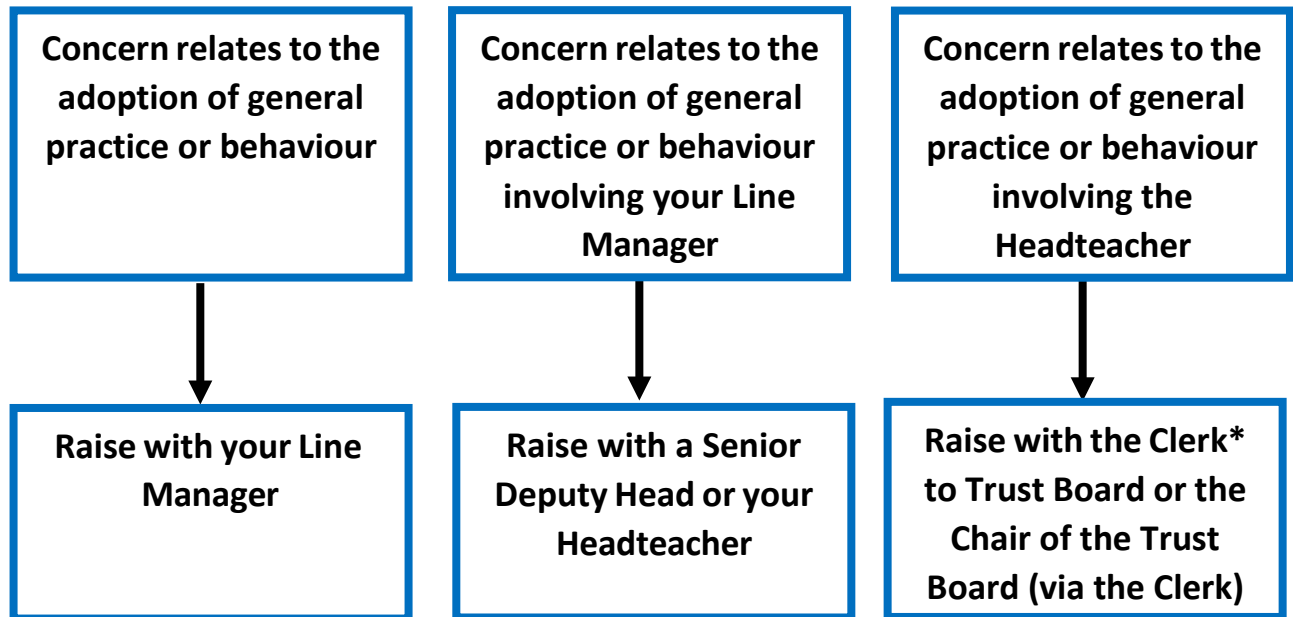 Concern relates to the
adoption of general
practice or behaviour
Concern relates to the
adoption of general
practice or behaviour
involving your Line
Manager
Concern relates to the
adoption of general
practice or behaviour
involving the
Headteacher
Raise with your Line
Manager
Raise with a Senior
Deputy Head or your
Headteacher
Raise with the Clerk*
to Trust Board or the
Chair of the Trust
Board (via the Clerk)